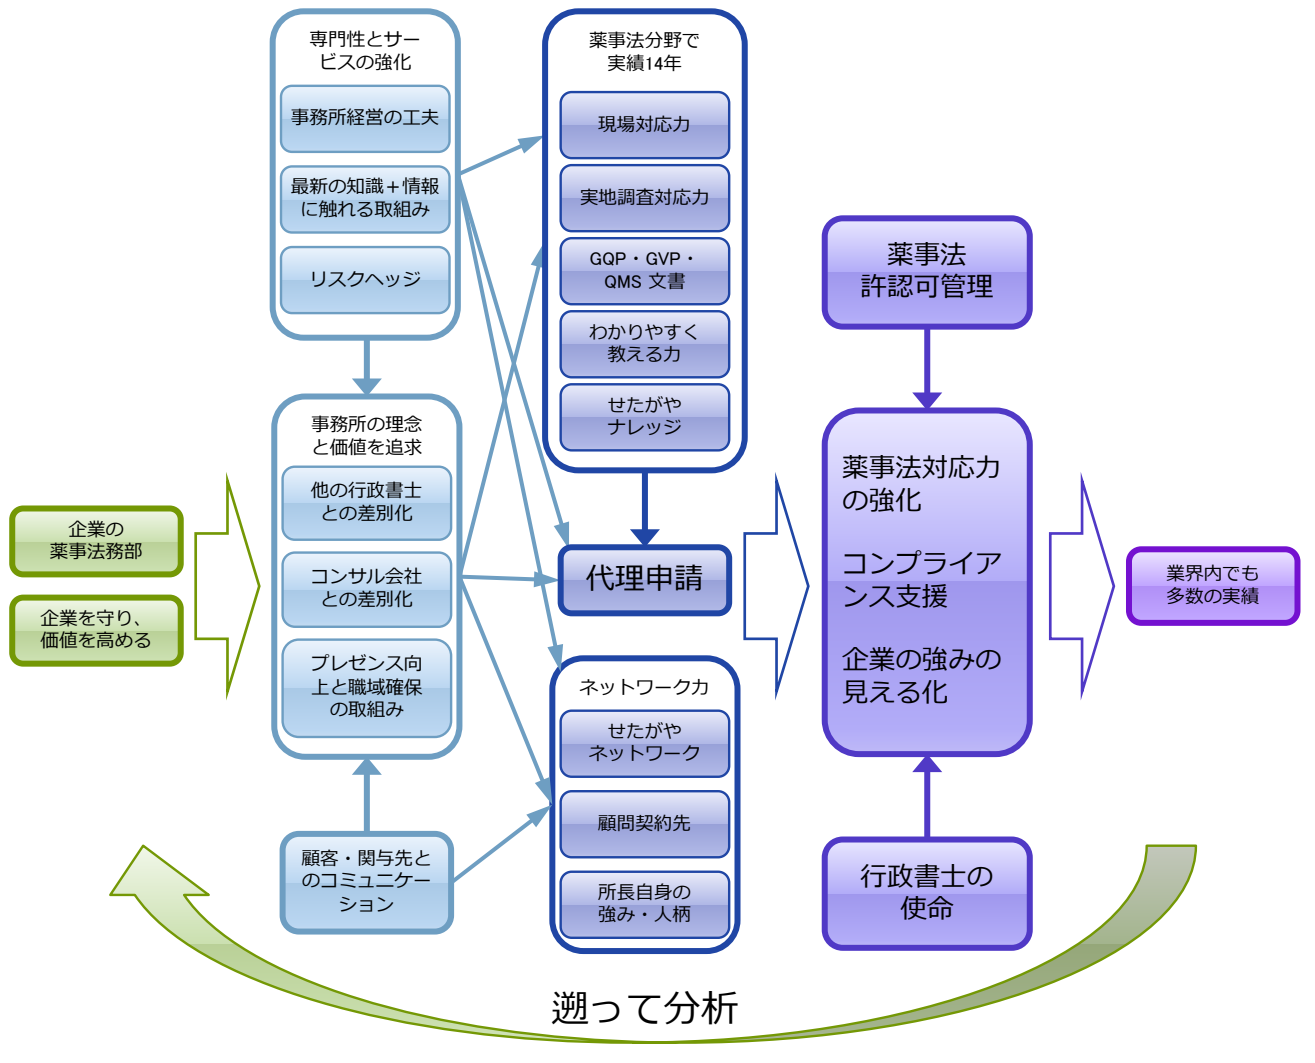 専門性とサー
ビスの強化
事務所経営の工夫
最新の知識＋情報
に触れる取組み
リスクヘッジ
事務所の理念
と価値を追求
他の行政書士
との差別化
コンサル会社
との差別化
プレゼンス向
上と職域確保
の取組み
顧客・関与先と
のコミュニケー
ション
企業の
薬事法務部
企業を守り、
価値を高める
薬事法分野で
実績14年
現場対応力
実地調査対応力
GQP・GVP・
QMS 文書
わかりやすく
教える力
せたがや
ナレッジ
代理申請
ネットワーク力
せたがや
ネットワーク
顧問契約先
所長自身の
強み・人柄
薬事法
許認可管理
薬事法対応力
の強化
コンプライア
ンス支援
企業の強みの
見える化
行政書士の
使命
業界内でも
多数の実績
遡って分析